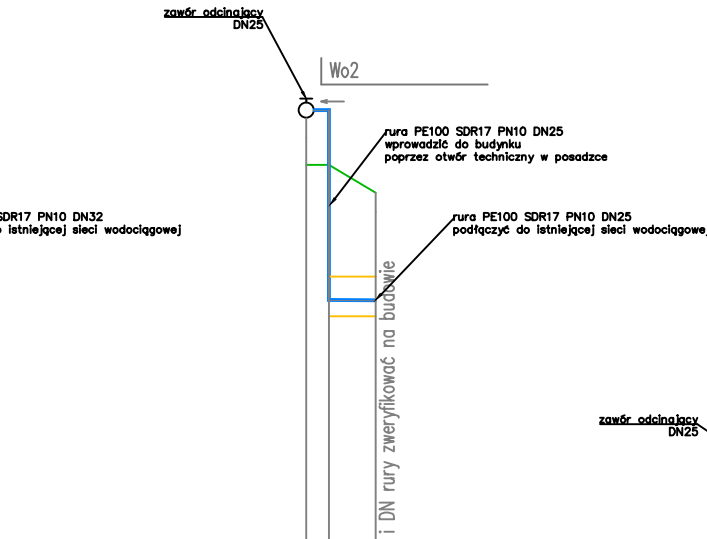 zawór odcinający
DN25
Wo2
rura PE100 SDR17 PN10 DN25
wprowadzić do budynku
poprzez otwór techniczny w posadzce
SDR17 PN10 DN32
istniejącej sieci wodociągowej
rura PE100 SDR17 PN10 DN25
podłączyć do istniejącej sieci wodociągowe
i DN rury zweryfikować na budowie
zawór odcinający
DN25